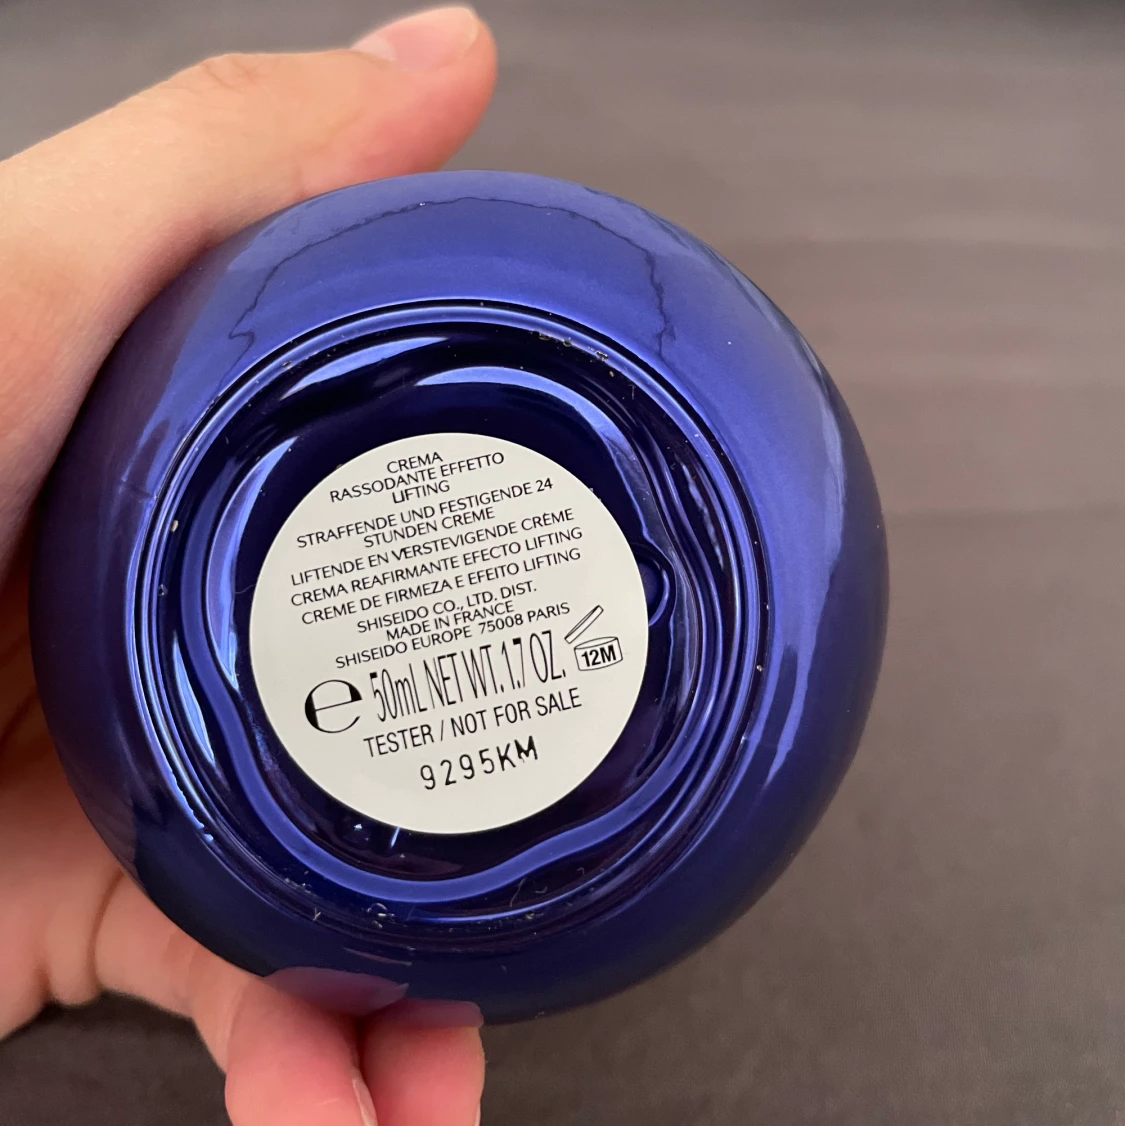 CREMA
RASSODANTE EFFETTO
LIFTING
STRAFFENDE UND FESTIGENDE 24
STUNDEN CREME
LIFTENDE EN VERSTEVIGENDE CRÈME
CREMA REAFIRMANTE EFECTO LIFTING
CREME DE FIRMEZA E EFEITO LIFTING
SHISEIDO CO., LTD. DIST.
MADE IN FRANCE
SHISEIDO EUROPE 75008 PARIS
℮ 50mL NET WT. 1.7 OZ. 12M
TESTER / NOT FOR SALE
9295KM